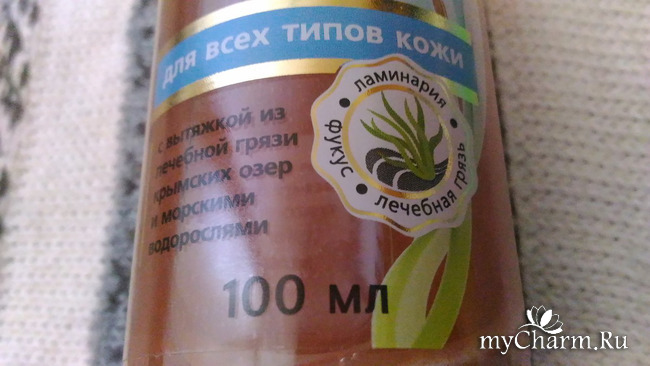 для всех типов кожи
с вытяжкой из
лечебной грязи
крымских озер
и морскими
водорослями
ламинария
фукус
лечебная грязь
100 мл
myCharm.Ru